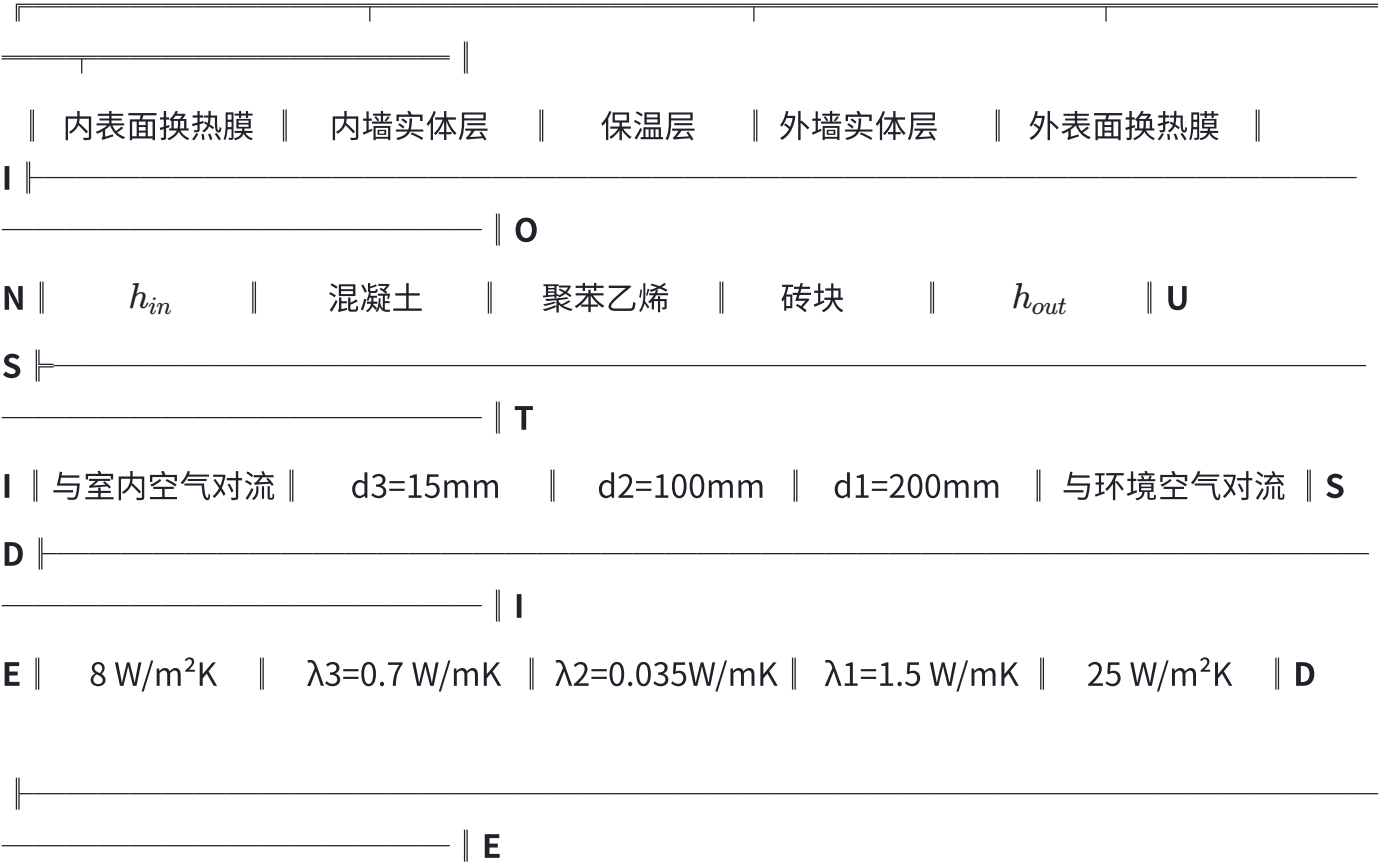 ╔══════════╤═══════════╤══════════╤════════
════╤═══════════║
║ 内表面换热膜 ║ 内墙实体层 ║ 保温层 ║ 外墙实体层 ║ 外表面换热膜 ║
I ╟─────────────────────────────────────────
───────────────║ O
N ║ h_in ║ 混凝土 ║ 聚苯乙烯 ║ 砖块 ║ h_out ║ U
S ╟╞────────────────────────────────────────
───────────────║ T
I ║ 与室内空气对流 ║ d3=15mm ║ d2=100mm ║ d1=200mm ║ 与环境空气对流 ║ S
D ╟─────────────────────────────────────────
───────────────║ I
E ║ 8 W/m²K ║ λ3=0.7 W/mK ║ λ2=0.035W/mK ║ λ1=1.5 W/mK ║ 25 W/m²K ║ D
╟──────────────────────────────────────────
──────────────║ E